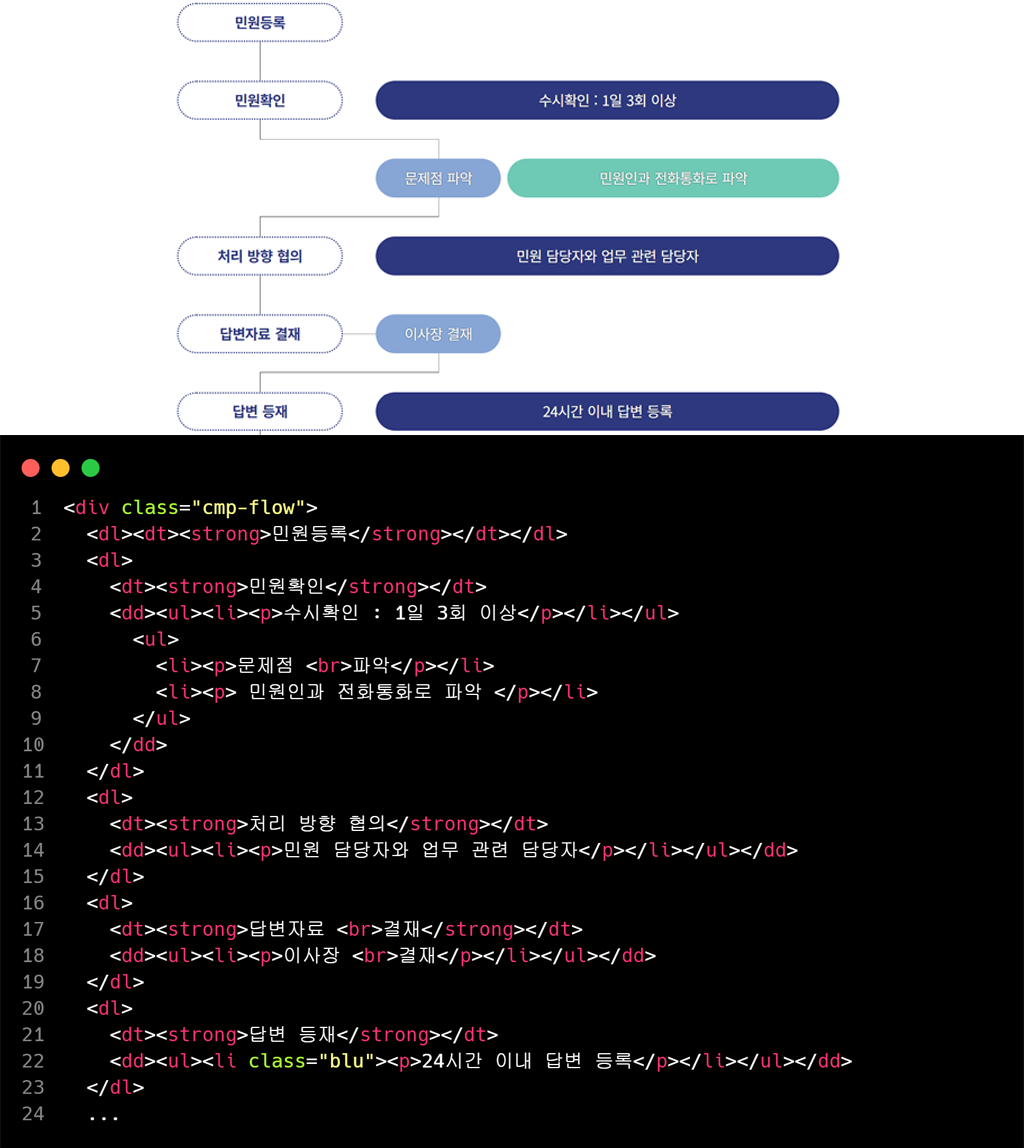 민원등록
민원확인 수시확인 : 1일 3회 이상
문제점 파악 민원인과 전화통화로 파악
처리 방향 협의 민원 담당자와 업무 관련 담당자
답변자료 결재 이사장 결재
답변 등재 24시간 이내 답변 등록
1 <div class="cmp-flow">
2   <dl><dt><strong>민원등록</strong></dt></dl>
3   <dl>
4     <dt><strong>민원확인</strong></dt>
5     <dd><ul><li><p>수시확인 : 1일 3회 이상</p></li></ul>
6       <ul>
7         <li><p>문제점 <br>파악</p></li>
8         <li><p> 민원인과 전화통화로 파악 </p></li>
9       </ul>
10     </dd>
11   </dl>
12   <dl>
13     <dt><strong>처리 방향 협의</strong></dt>
14     <dd><ul><li><p>민원 담당자와 업무 관련 담당자</p></li></ul></dd>
15   </dl>
16   <dl>
17     <dt><strong>답변자료 <br>결재</strong></dt>
18     <dd><ul><li><p>이사장 <br>결재</p></li></ul></dd>
19   </dl>
20   <dl>
21     <dt><strong>답변 등재</strong></dt>
22     <dd><ul><li class="blu"><p>24시간 이내 답변 등록</p></li></ul></dd>
23   </dl>
24   ...